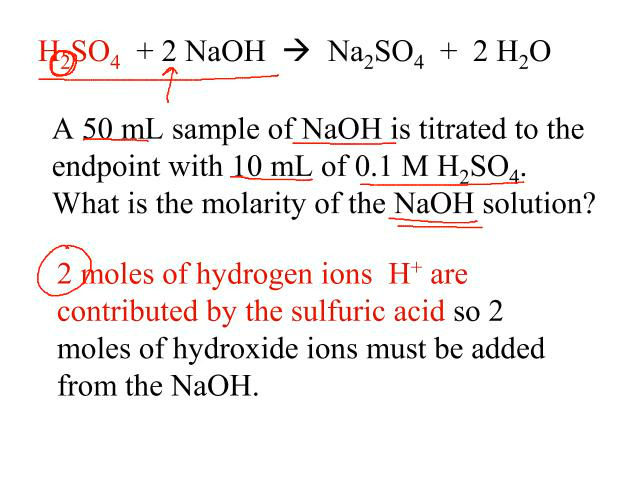 H₂SO₄ + 2 NaOH → Na₂SO₄ + 2 H₂O
A 50 mL sample of NaOH is titrated to the
endpoint with 10 mL of 0.1 M H₂SO₄.
What is the molarity of the NaOH solution?
2 moles of hydrogen ions H⁺ are
contributed by the sulfuric acid so 2
moles of hydroxide ions must be added
from the NaOH.